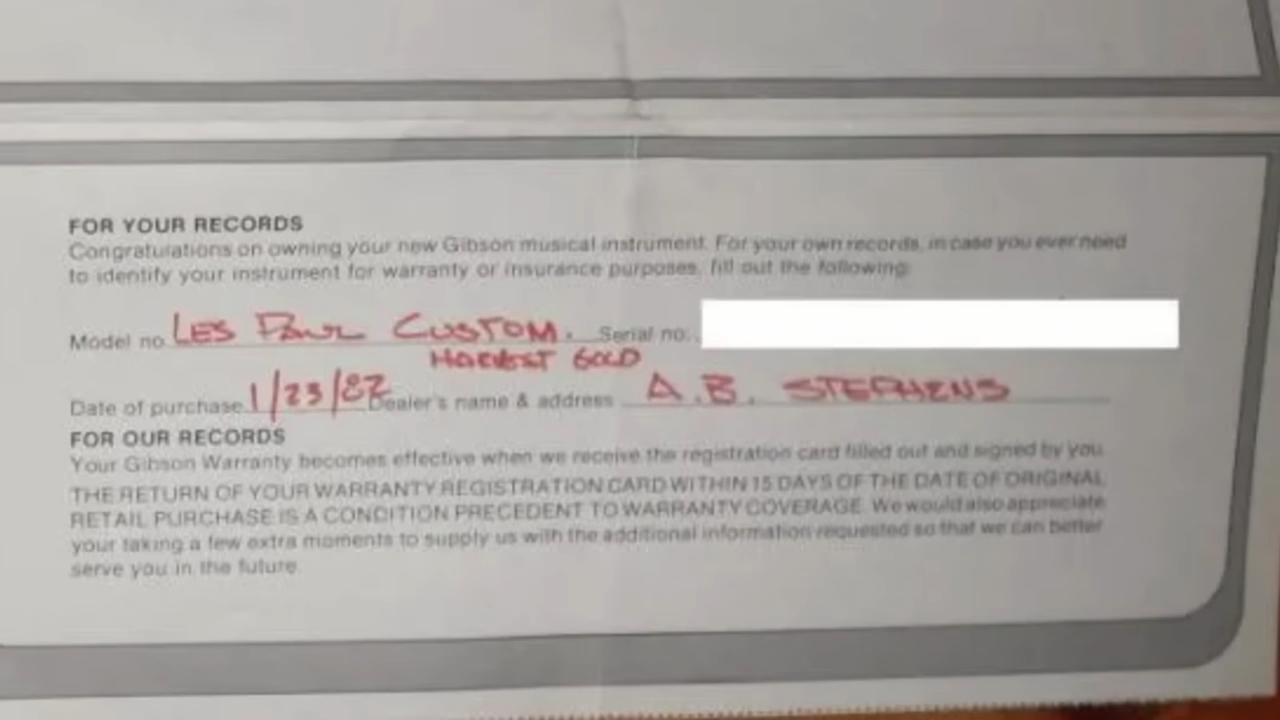 FOR YOUR RECORDS
Congratulations on owning your new Gibson musical instrument. For your own records, in case you ever need
to identify your instrument for warranty or insurance purposes, fill out the following:
Model no. LES PAUL CUSTOM. Serial no.
HARVEST GOLD
Date of purchase 1/23/82 Dealer's name & address A.B. STEPHENS
FOR OUR RECORDS
Your Gibson Warranty becomes effective when we receive the registration card filled out and signed by you.
THE RETURN OF YOUR WARRANTY REGISTRATION CARD WITHIN 15 DAYS OF THE DATE OF ORIGINAL
RETAIL PURCHASE IS A CONDITION PRECEDENT TO WARRANTY COVERAGE. We would also appreciate
your taking a few extra moments to supply us with the additional information requested so that we can better
serve you in the future.